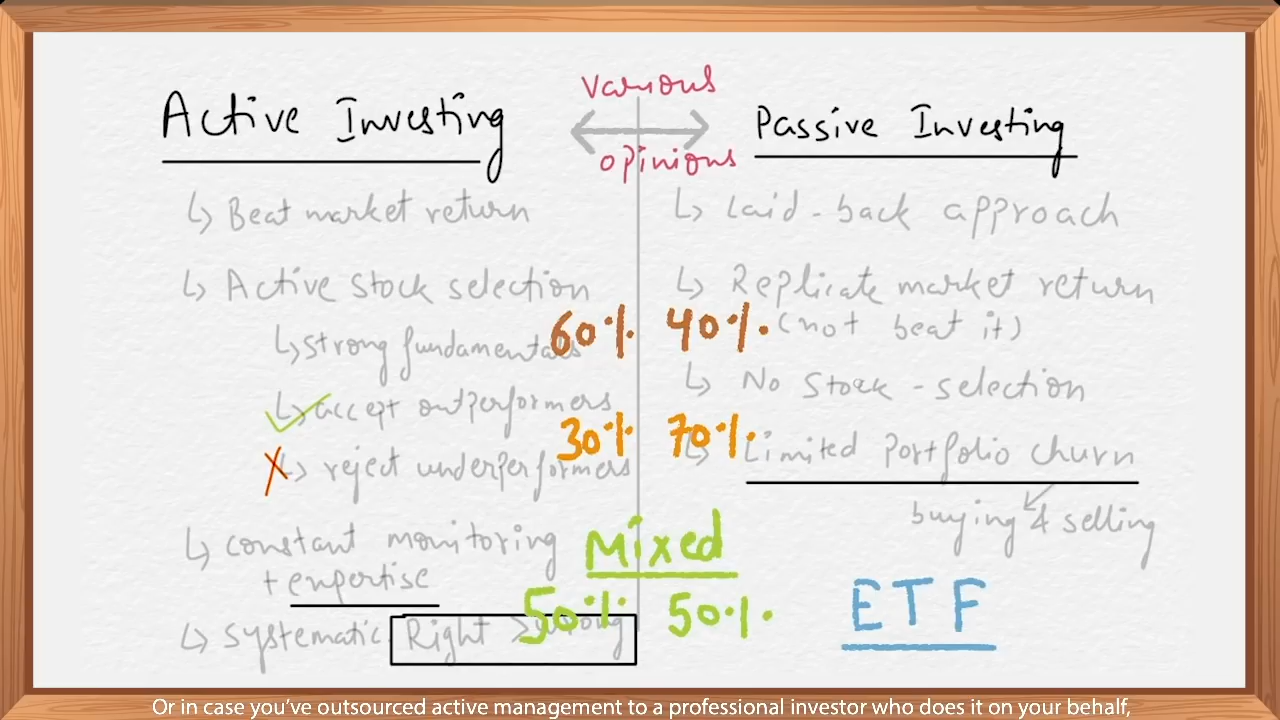 various
Active Investing
Passive Investing
opinions
↳ Beat market return
↳ Active stock selection
↳ strong fundamentals
↳ accept outperformers
↳ reject underperformers
↳ constant monitoring
+ enpertise
↳ systematic Right > wrong
↳ Laid-back approach
↳ Replicate market return
(not beat it)
↳ No stock-selection
↳ Limited Portfolio churn
buying & selling
60% 40%
30% 70%
Mixed
50% 50%
ETF
Or in case you’ve outsourced active management to a professional investor who does it on your behalf,